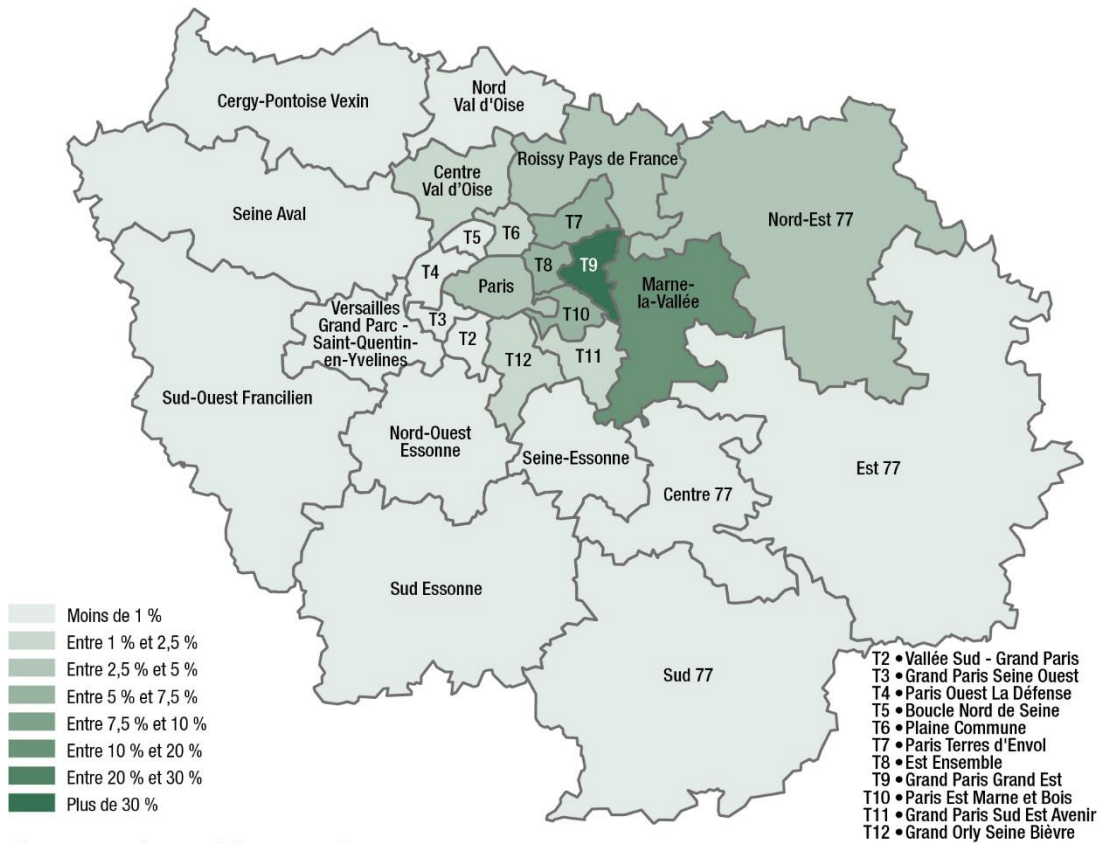 Cergy-Pontoise Vexin
Nord
Val d'Oise
Roissy Pays de France
Centre
Val d'Oise
Nord-Est 77
Seine Aval
T7
T6
T5
T4
T8
T9
Paris
Marne-
la-Vallée
T10
T3
T2
T12
T11
Versailles
Grand Parc -
Saint-Quentin-
en-Yvelines
Sud-Ouest Francilien
Nord-Ouest
Essonne
Seine-Essonne
Est 77
Centre 77
Sud Essonne
Sud 77
Moins de 1 %
Entre 1 % et 2,5 %
Entre 2,5 % et 5 %
Entre 5 % et 7,5 %
Entre 7,5 % et 10 %
Entre 10 % et 20 %
Entre 20 % et 30 %
Plus de 30 %
T2 • Vallée Sud - Grand Paris
T3 • Grand Paris Seine Ouest
T4 • Paris Ouest La Défense
T5 • Boucle Nord de Seine
T6 • Plaine Commune
T7 • Paris Terres d'Envol
T8 • Est Ensemble
T9 • Grand Paris Grand Est
T10 • Paris Est Marne et Bois
T11 • Grand Paris Sud Est Avenir
T12 • Grand Orly Seine Bièvre